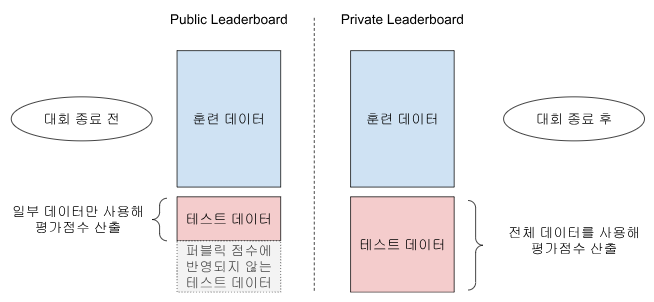 Public Leaderboard
Private Leaderboard
대회 종료 전
훈련 데이터
훈련 데이터
대회 종료 후
일부 데이터만 사용해
평가점수 산출
테스트 데이터
퍼블릭 점수에
반영되지 않는
테스트 데이터
테스트 데이터
전체 데이터를 사용해
평가점수 산출